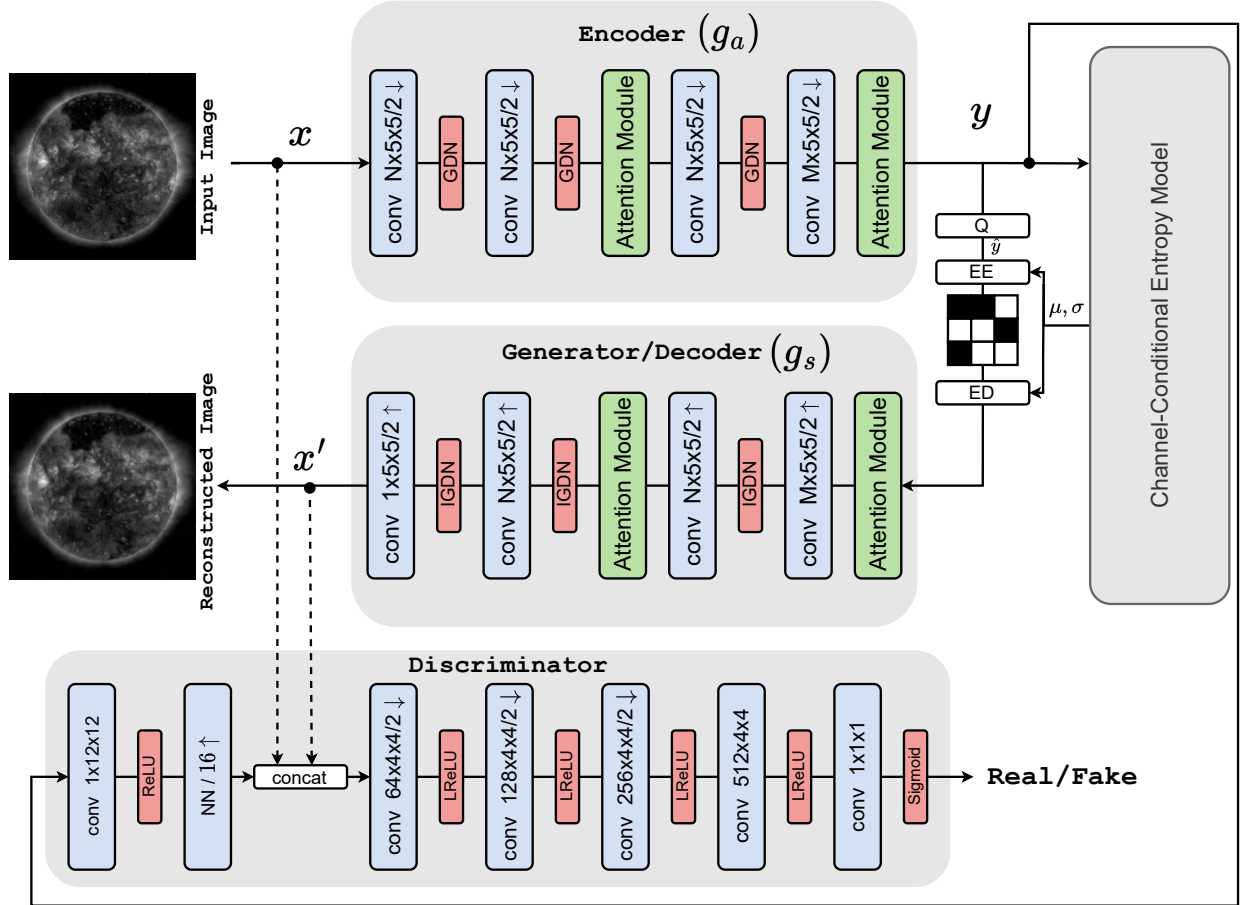 Encoder (g_a)
Input Image
x
conv Nx5x5/2↓
GDN
conv Nx5x5/2↓
GDN
Attention Module
conv Nx5x5/2↓
GDN
conv Mx5x5/2↓
Attention Module
y
Q
ŷ
EE
μ, σ
ED
Channel-Conditional Entropy Model
Generator/Decoder (g_s)
Reconstructed Image
x′
conv 1x5x5/2↑
IGDN
conv Nx5x5/2↑
IGDN
Attention Module
conv Nx5x5/2↑
IGDN
conv Mx5x5/2↑
Attention Module
Discriminator
conv 1x12x12
ReLU
NN / 16↑
concat
conv 64x4x4/2↓
LReLU
conv 128x4x4/2↓
LReLU
conv 256x4x4/2↓
LReLU
conv 512x4x4
LReLU
conv 1x1x1
Sigmoid
Real/Fake